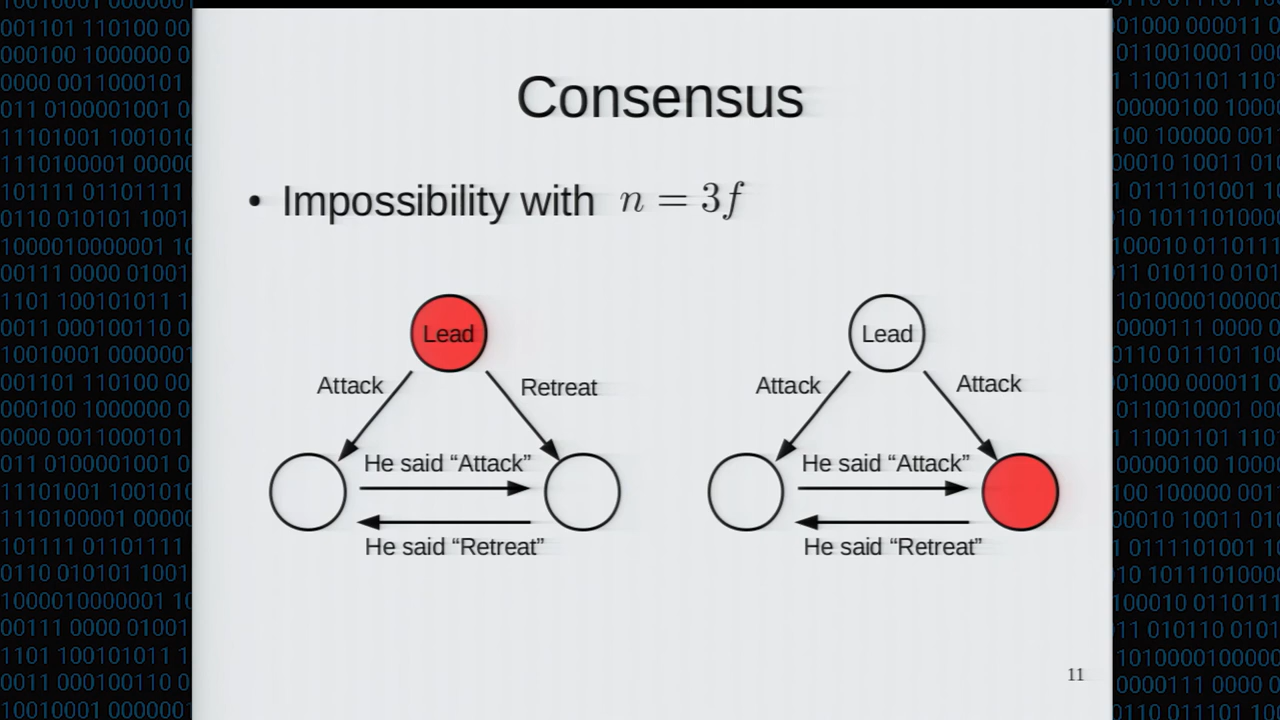 Consensus
• Impossibility with n = 3f
Lead
Attack
Retreat
He said “Attack”
He said “Retreat”
Lead
Attack
Attack
He said “Attack”
He said “Retreat”
11